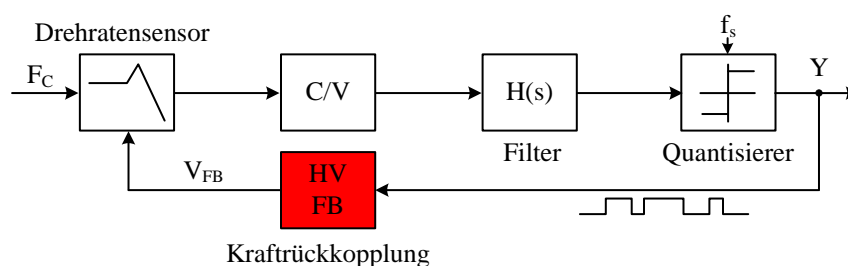 Drehratensensor
f_s
F_C
C/V
H(s)
Y
Filter
Quantisierer
V_FB
HV
FB
Kraftrückkopplung